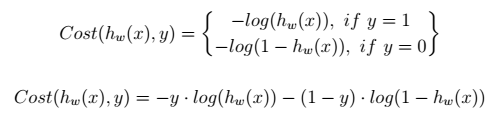 Cost(h_w(x), y) = { −log(h_w(x)), if y = 1
−log(1 − h_w(x)), if y = 0 }
Cost(h_w(x), y) = −y · log(h_w(x)) − (1 − y) · log(1 − h_w(x))